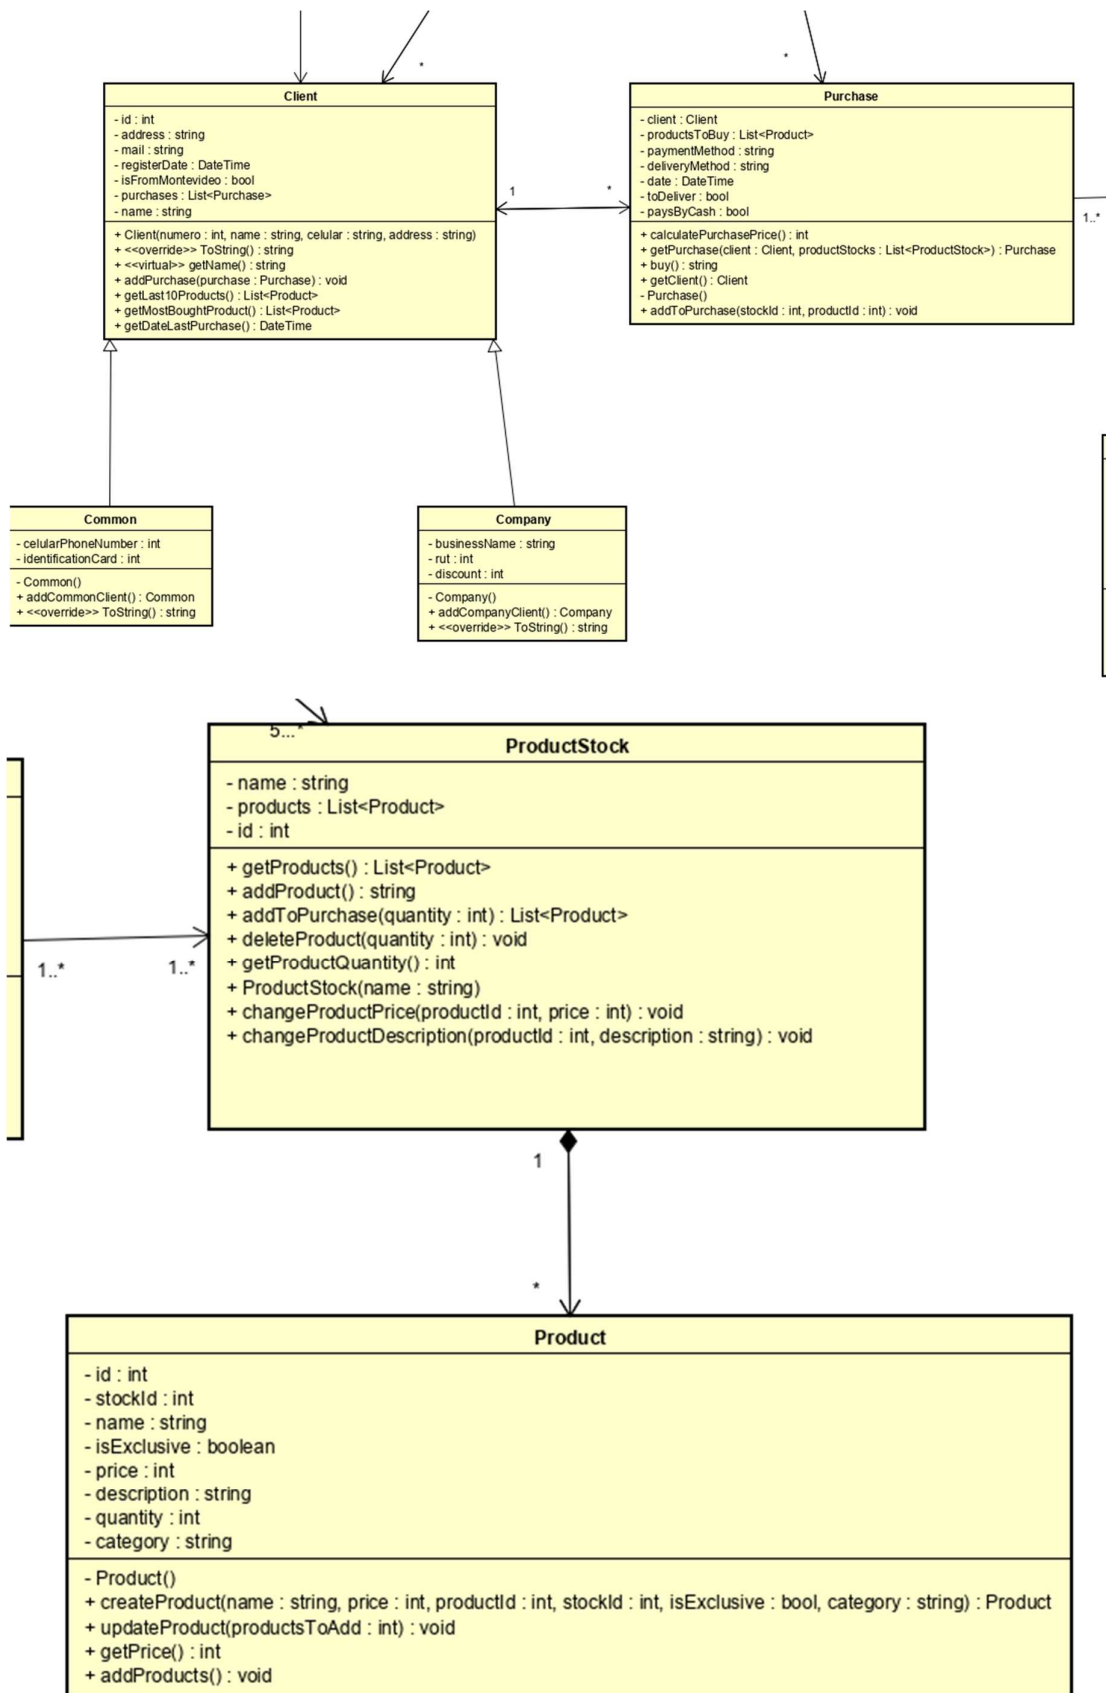 *
*
Client
- id : int
- address : string
- mail : string
- registerDate : DateTime
- isFromMontevideo : bool
- purchases : List<Purchase>
- name : string
+ Client(numero : int, name : string, celular : string, address : string)
+ <<override>> ToString() : string
+ <<virtual>> getName() : string
+ addPurchase(purchase : Purchase) : void
+ getLast10Products() : List<Product>
+ getMostBoughtProduct() : List<Product>
+ getDateLastPurchase() : DateTime
1
*
Purchase
- client : Client
- productsToBuy : List<Product>
- paymentMethod : string
- deliveryMethod : string
- date : DateTime
- toDeliver : bool
- paysByCash : bool
+ calculatePurchasePrice() : int
+ getPurchase(client : Client, productStocks : List<ProductStock>) : Purchase
+ buy() : string
+ getClient() : Client
- Purchase()
+ addToPurchase(stockId : int, productId : int) : void
1..*
Common
- celularPhoneNumber : int
- identificationCard : int
- Common()
+ addCommonClient() : Common
+ <<override>> ToString() : string
Company
- businessName : string
- rut : int
- discount : int
- Company()
+ addCompanyClient() : Company
+ <<override>> ToString() : string
5...*
ProductStock
- name : string
- products : List<Product>
- id : int
+ getProducts() : List<Product>
+ addProduct() : string
+ addToPurchase(quantity : int) : List<Product>
+ deleteProduct(quantity : int) : void
+ getProductQuantity() : int
+ ProductStock(name : string)
+ changeProductPrice(productId : int, price : int) : void
+ changeProductDescription(productId : int, description : string) : void
1..*
1..*
1
*
Product
- id : int
- stockId : int
- name : string
- isExclusive : boolean
- price : int
- description : string
- quantity : int
- category : string
- Product()
+ createProduct(name : string, price : int, productId : int, stockId : int, isExclusive : bool, category : string) : Product
+ updateProduct(productsToAdd : int) : void
+ getPrice() : int
+ addProducts() : void